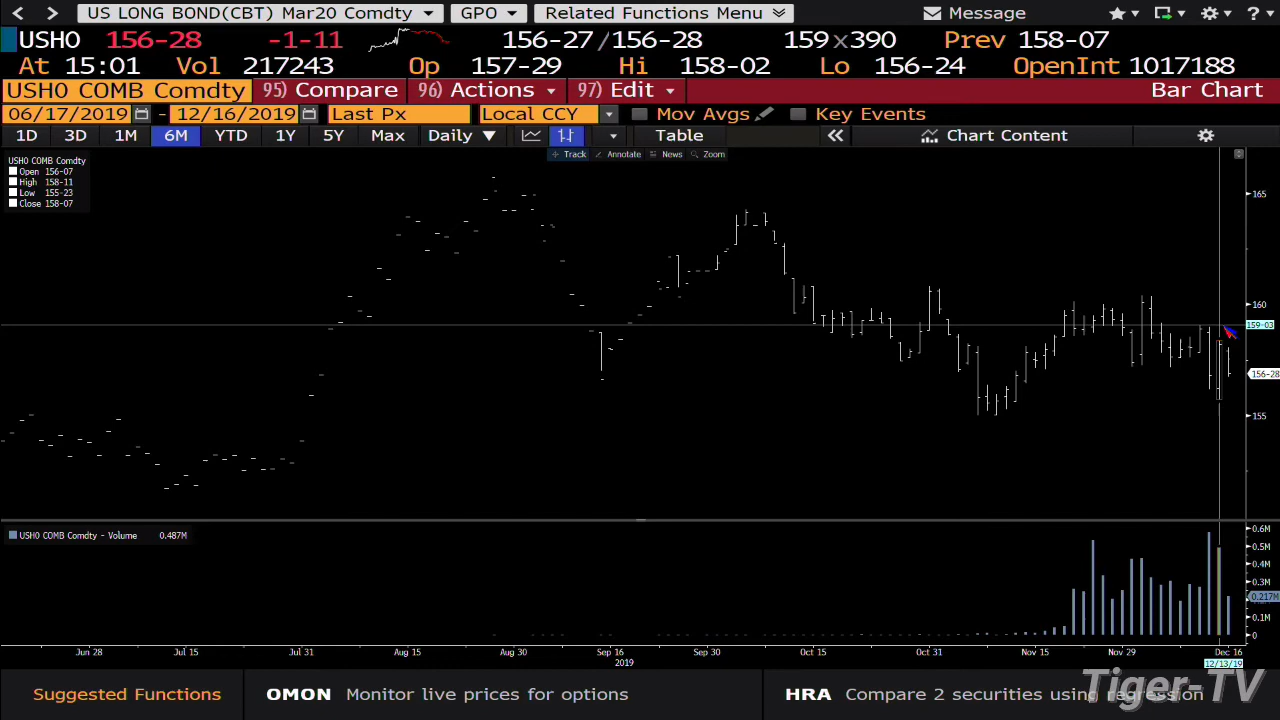 < > US LONG BOND(CBT) Mar20 Comdty GPO Related Functions Menu Message ?
USH0 156-28 -1-11 156-27 / 156-28 159 x 390 Prev 158-07
At 15:01 Vol 217243 Op 157-29 Hi 158-02 Lo 156-24 OpenInt 1017188
USH0 COMB Comdty 95) Compare 96) Actions 97) Edit Bar Chart
06/17/2019 - 12/16/2019 Last Px Local CCY Mov Avgs Key Events
1D 3D 1M 6M YTD 1Y 5Y Max Daily Table Chart Content
Track Annotate News Zoom
USH0 COMB Comdty
Open 156-07
High 158-11
Low 155-23
Close 158-07
165
160
159-03
156-28
155
USH0 COMB Comdty - Volume 0.487M
0.6M
0.5M
0.4M
0.3M
0.217M
0.1M
0
Jun 28 Jul 15 Jul 31 Aug 15 Aug 30 Sep 16 Sep 30 Oct 15 Oct 31 Nov 15 Nov 29 Dec 16
2019 12/13/19
Suggested Functions OMON Monitor live prices for options HRA Compare 2 securities using regression
Tiger-TV